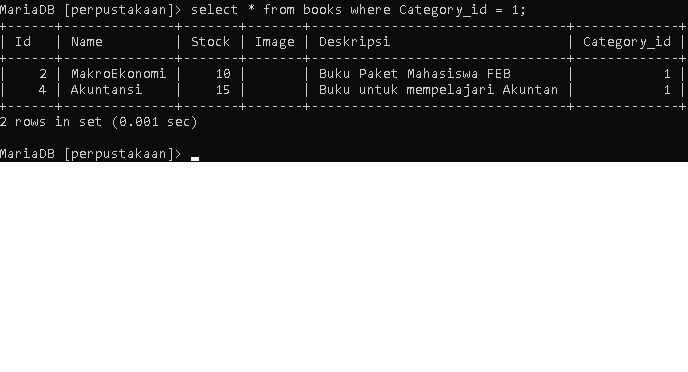 MariaDB [perpustakaan]> select * from books where Category_id = 1;
+------+--------------+-------+-------+--------------------------------+-------------+
| Id   | Name         | Stock | Image | Deskripsi                      | Category_id |
+------+--------------+-------+-------+--------------------------------+-------------+
|    2 | MakroEkonomi |    10 |       | Buku Paket Mahasiswa FEB       |           1 |
|    4 | Akuntansi    |    15 |       | Buku untuk mempelajari Akuntan |           1 |
+------+--------------+-------+-------+--------------------------------+-------------+
2 rows in set (0.001 sec)
MariaDB [perpustakaan]>